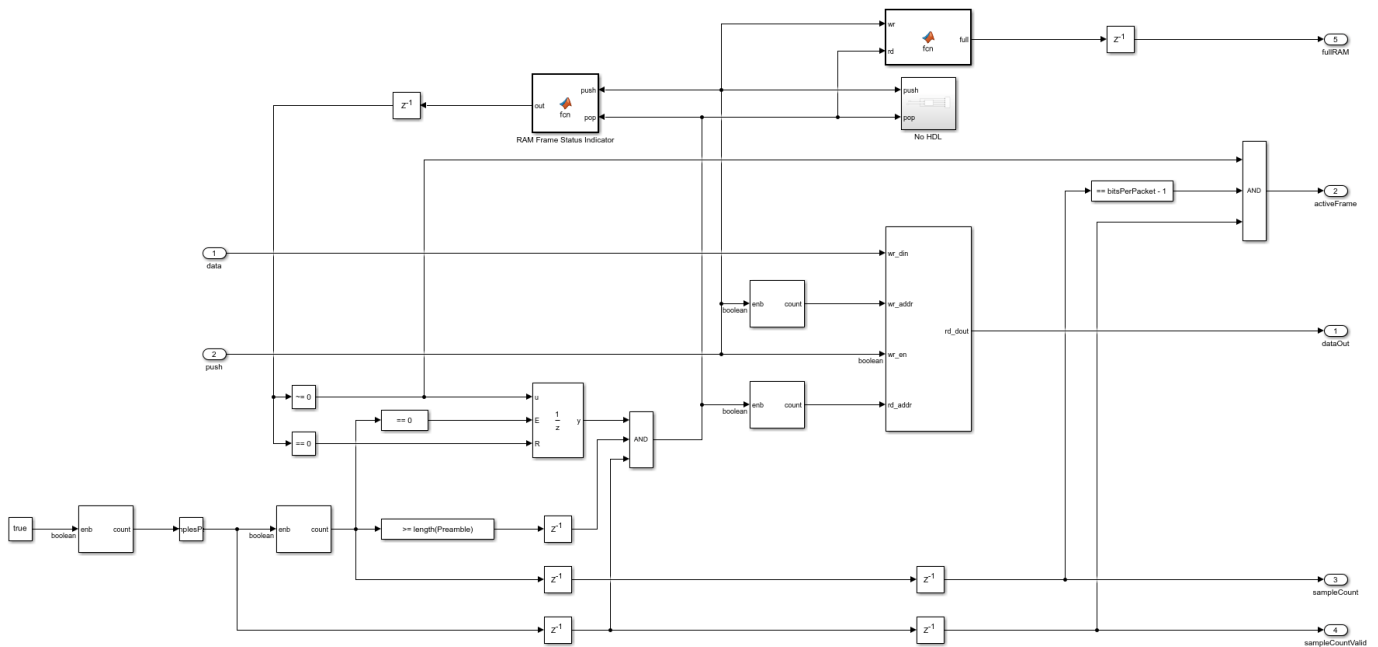 wr
rd
fcn
full
z-1
5
fullRAM
push
pop
out
fcn
z-1
RAM Frame Status Indicator
push
pop
No HDL
AND
== bitsPerPacket - 1
2
activeFrame
1
data
wr_din
enb
count
boolean
wr_addr
rd_dout
1
dataOut
2
push
wr_en
boolean
~= 0
u
E
R
1
z
y
== 0
== 0
AND
enb
count
boolean
rd_addr
true
enb
count
boolean
enb
count
boolean
>= length(Preamble)
z-1
z-1
z-1
3
sampleCount
z-1
z-1
4
sampleCountValid